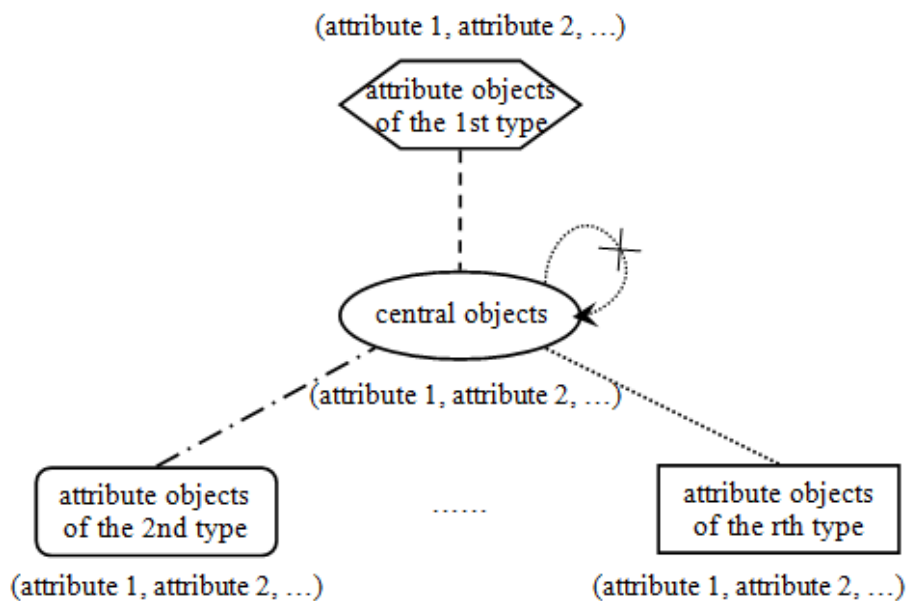 (attribute 1, attribute 2, …)
attribute objects
of the 1st type
central objects
(attribute 1, attribute 2, …)
attribute objects
of the 2nd type
……
attribute objects
of the rth type
(attribute 1, attribute 2, …)
(attribute 1, attribute 2, …)